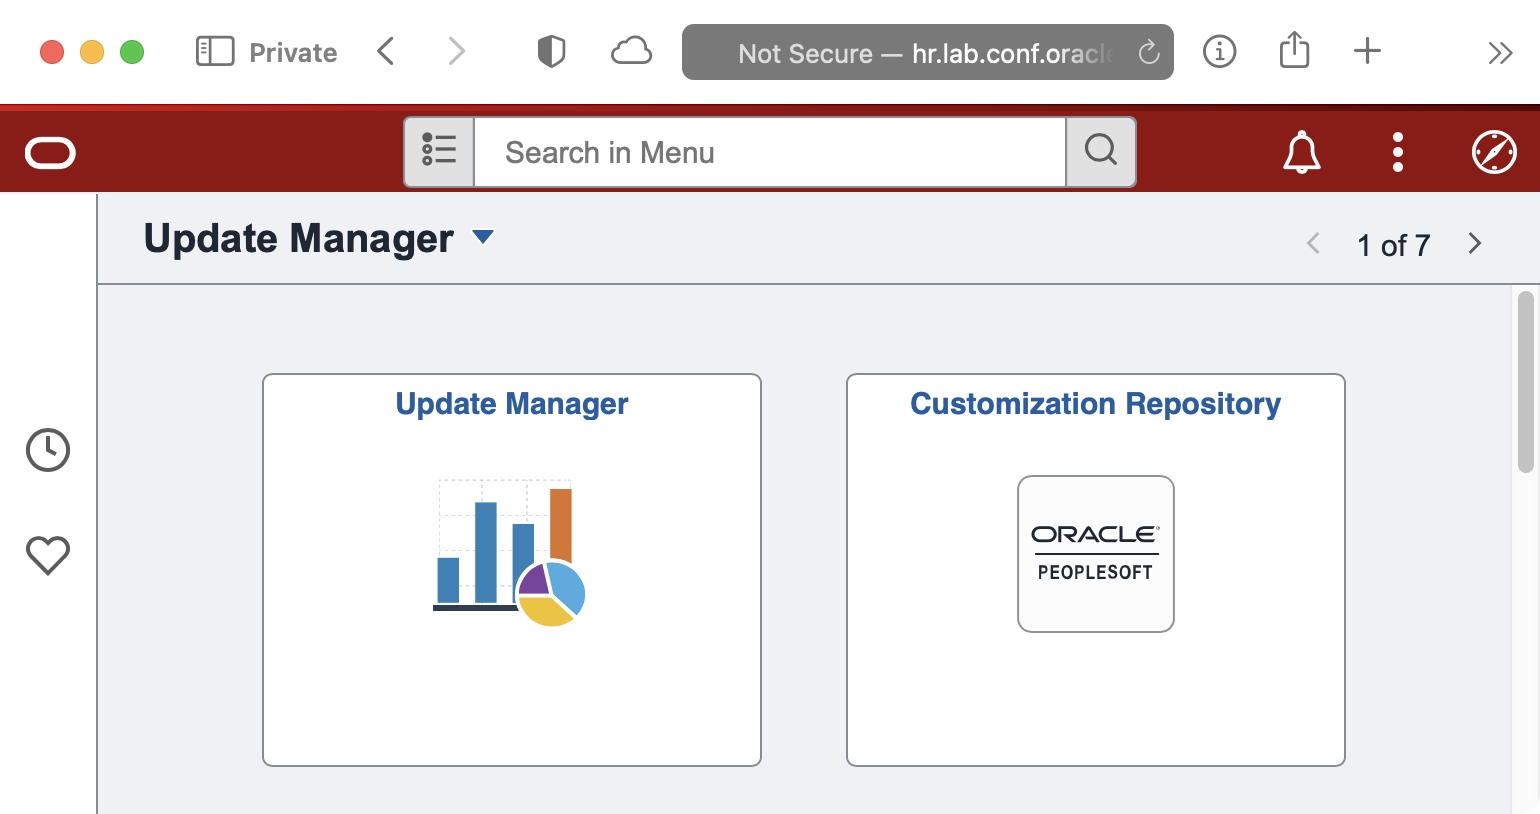 Private
Not Secure — hr.lab.conf.oracle
Search in Menu
Update Manager
1 of 7
Update Manager
Customization Repository
ORACLE
PEOPLESOFT